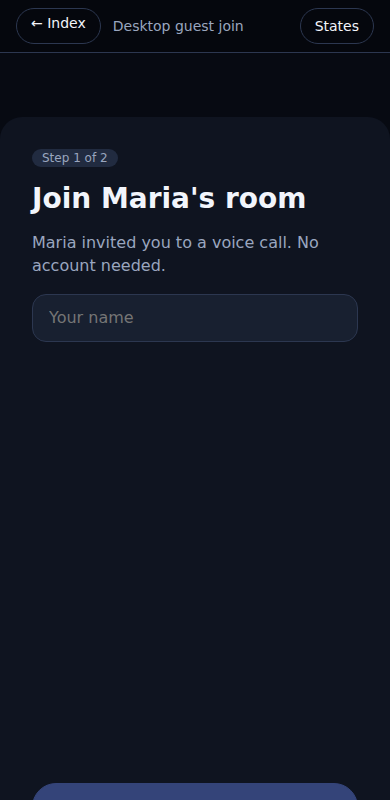 ← Index
Desktop guest join
States
Step 1 of 2
Join Maria's room
Maria invited you to a voice call. No
account needed.
Your name